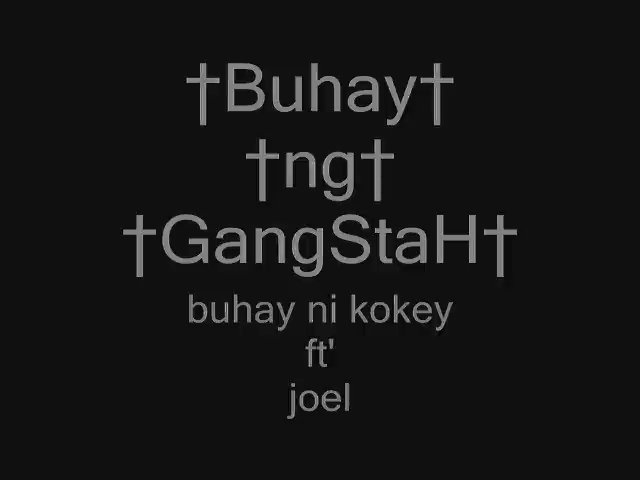 †Buhay†
†ng†
†GangStaH†
buhay ni kokey
ft'
joel